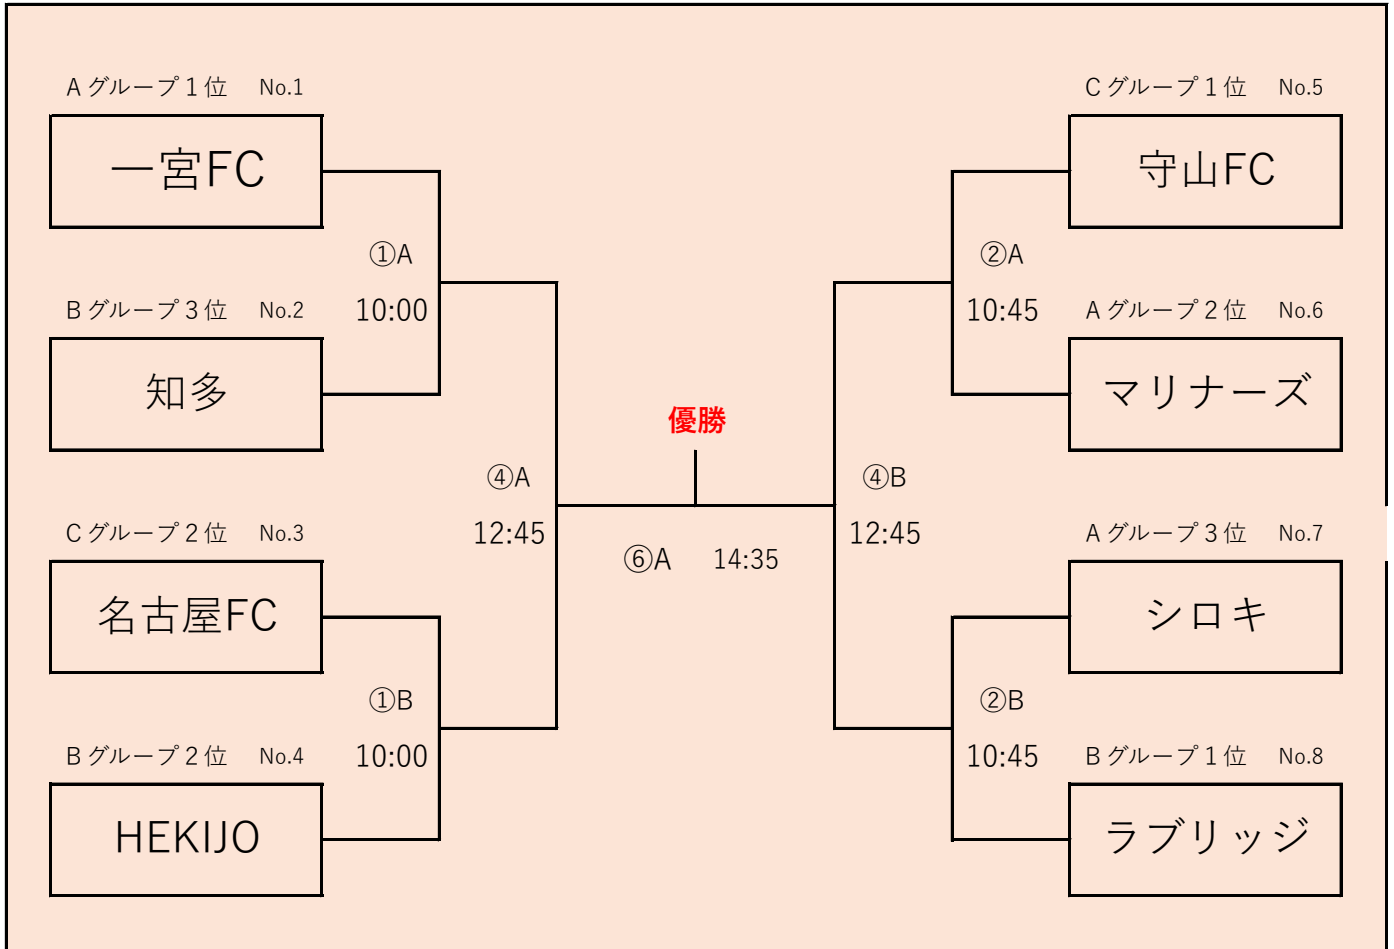 Aグループ1位 No.1
一宮FC
①A
10:00
Bグループ3位 No.2
知多
④A
12:45
Cグループ2位 No.3
名古屋FC
①B
10:00
Bグループ2位 No.4
HEKIJO
優勝
⑥A 14:35
Cグループ1位 No.5
守山FC
②A
10:45
Aグループ2位 No.6
マリナーズ
④B
12:45
Aグループ3位 No.7
シロキ
②B
10:45
Bグループ1位 No.8
ラブリッジ